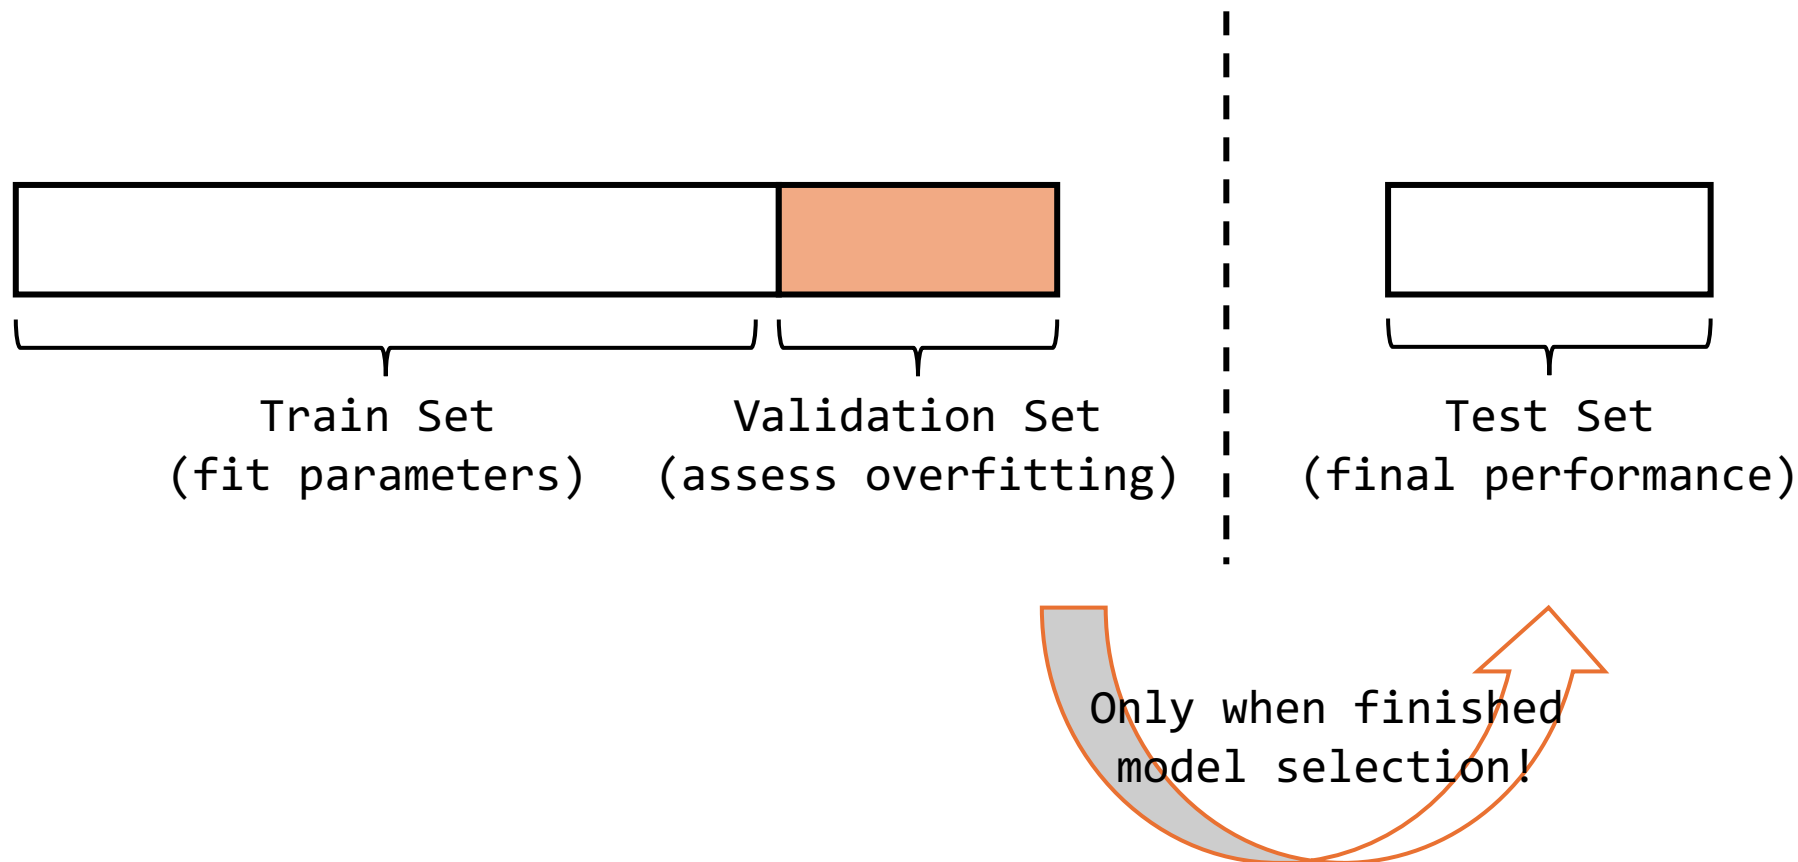 Train Set
(fit parameters)
Validation Set
(assess overfitting)
Test Set
(final performance)
Only when finished
model selection!